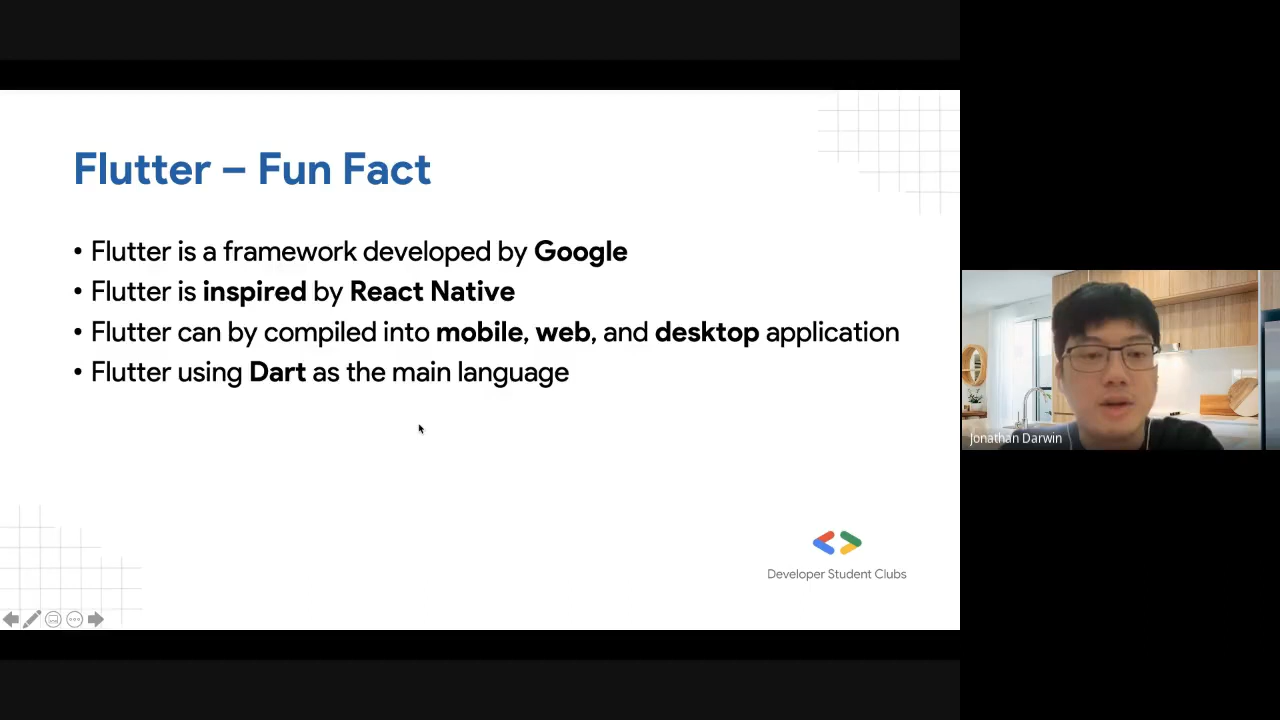 Flutter – Fun Fact
• Flutter is a framework developed by Google
• Flutter is inspired by React Native
• Flutter can by compiled into mobile, web, and desktop application
• Flutter using Dart as the main language
Developer Student Clubs
Jonathan Darwin